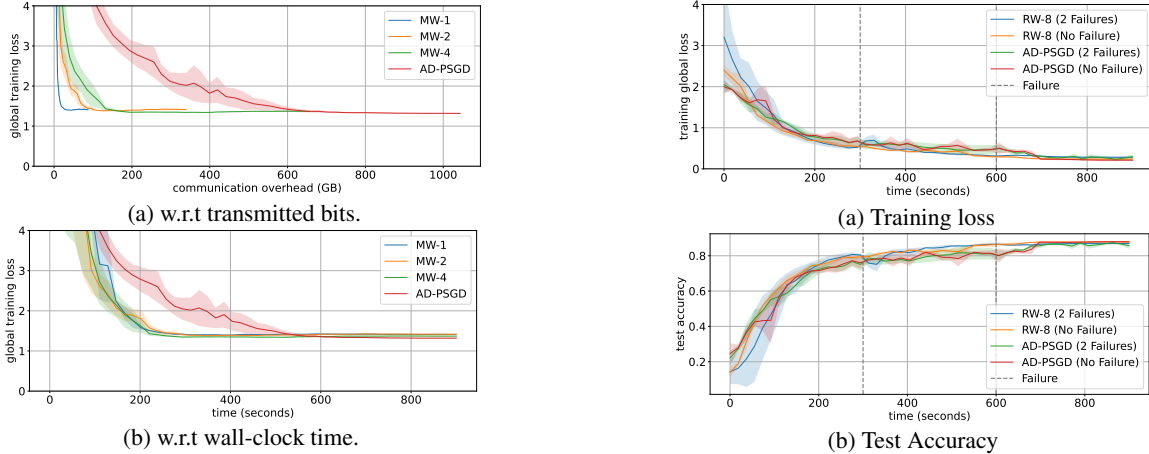 4
3
2
1
0
global training loss
MW-1
MW-2
MW-4
AD-PSGD
0
200
400
600
800
1000
communication overhead (GB)
(a) w.r.t transmitted bits.
4
3
2
1
0
global training loss
MW-1
MW-2
MW-4
AD-PSGD
0
200
400
600
800
time (seconds)
(b) w.r.t wall-clock time.
4
3
2
1
0
training global loss
RW-8 (2 Failures)
RW-8 (No Failure)
AD-PSGD (2 Failures)
AD-PSGD (No Failure)
Failure
0
200
400
600
800
time (seconds)
(a) Training loss
0.8
0.6
0.4
0.2
test accuracy
RW-8 (2 Failures)
RW-8 (No Failure)
AD-PSGD (2 Failures)
AD-PSGD (No Failure)
Failure
0
200
400
600
800
time (seconds)
(b) Test Accuracy